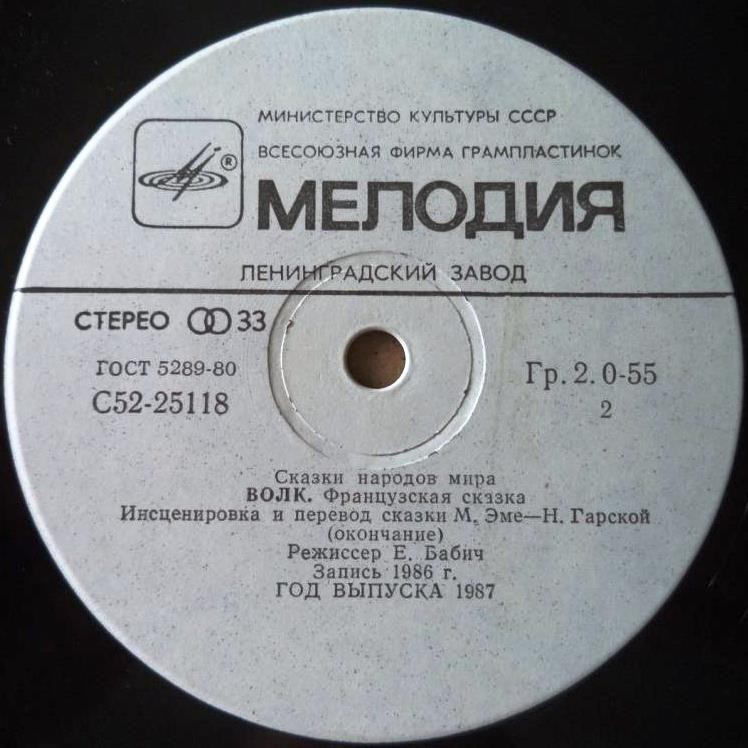 МИНИСТЕРСТВО КУЛЬТУРЫ СССР
ВСЕСОЮЗНАЯ ФИРМА ГРАМПЛАСТИНОК
®
МЕЛОДИЯ
ЛЕНИНГРАДСКИЙ ЗАВОД
СТЕРЕО 33
ГОСТ 5289-80
С52-25118
Гр. 2. 0-55
2
Сказки народов мира
ВОЛК. Французская сказка
Инсценировка и перевод сказки М. Эме—Н. Гарской
(окончание)
Режиссер Е. Бабич
Запись 1986 г.
ГОД ВЫПУСКА 1987